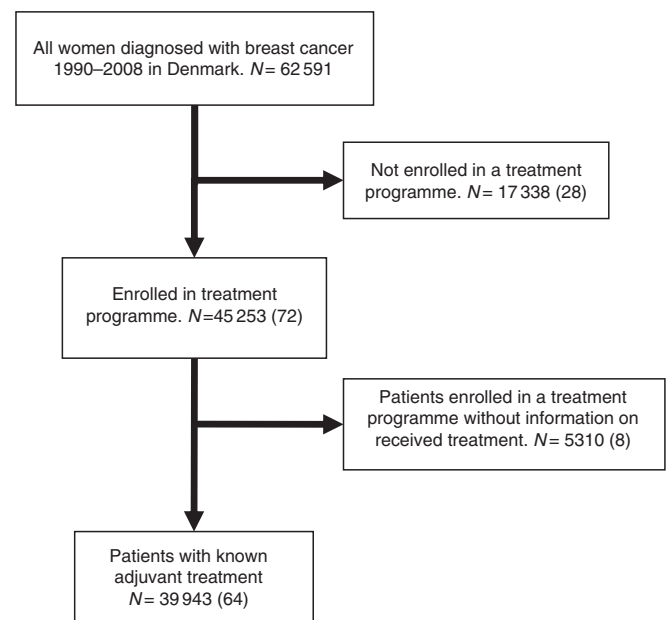 All women diagnosed with breast cancer
1990–2008 in Denmark. N= 62 591
Not enrolled in a treatment
programme. N= 17 338 (28)
Enrolled in treatment
programme. N=45 253 (72)
Patients enrolled in a treatment
programme without information on
received treatment. N= 5310 (8)
Patients with known
adjuvant treatment
N= 39 943 (64)